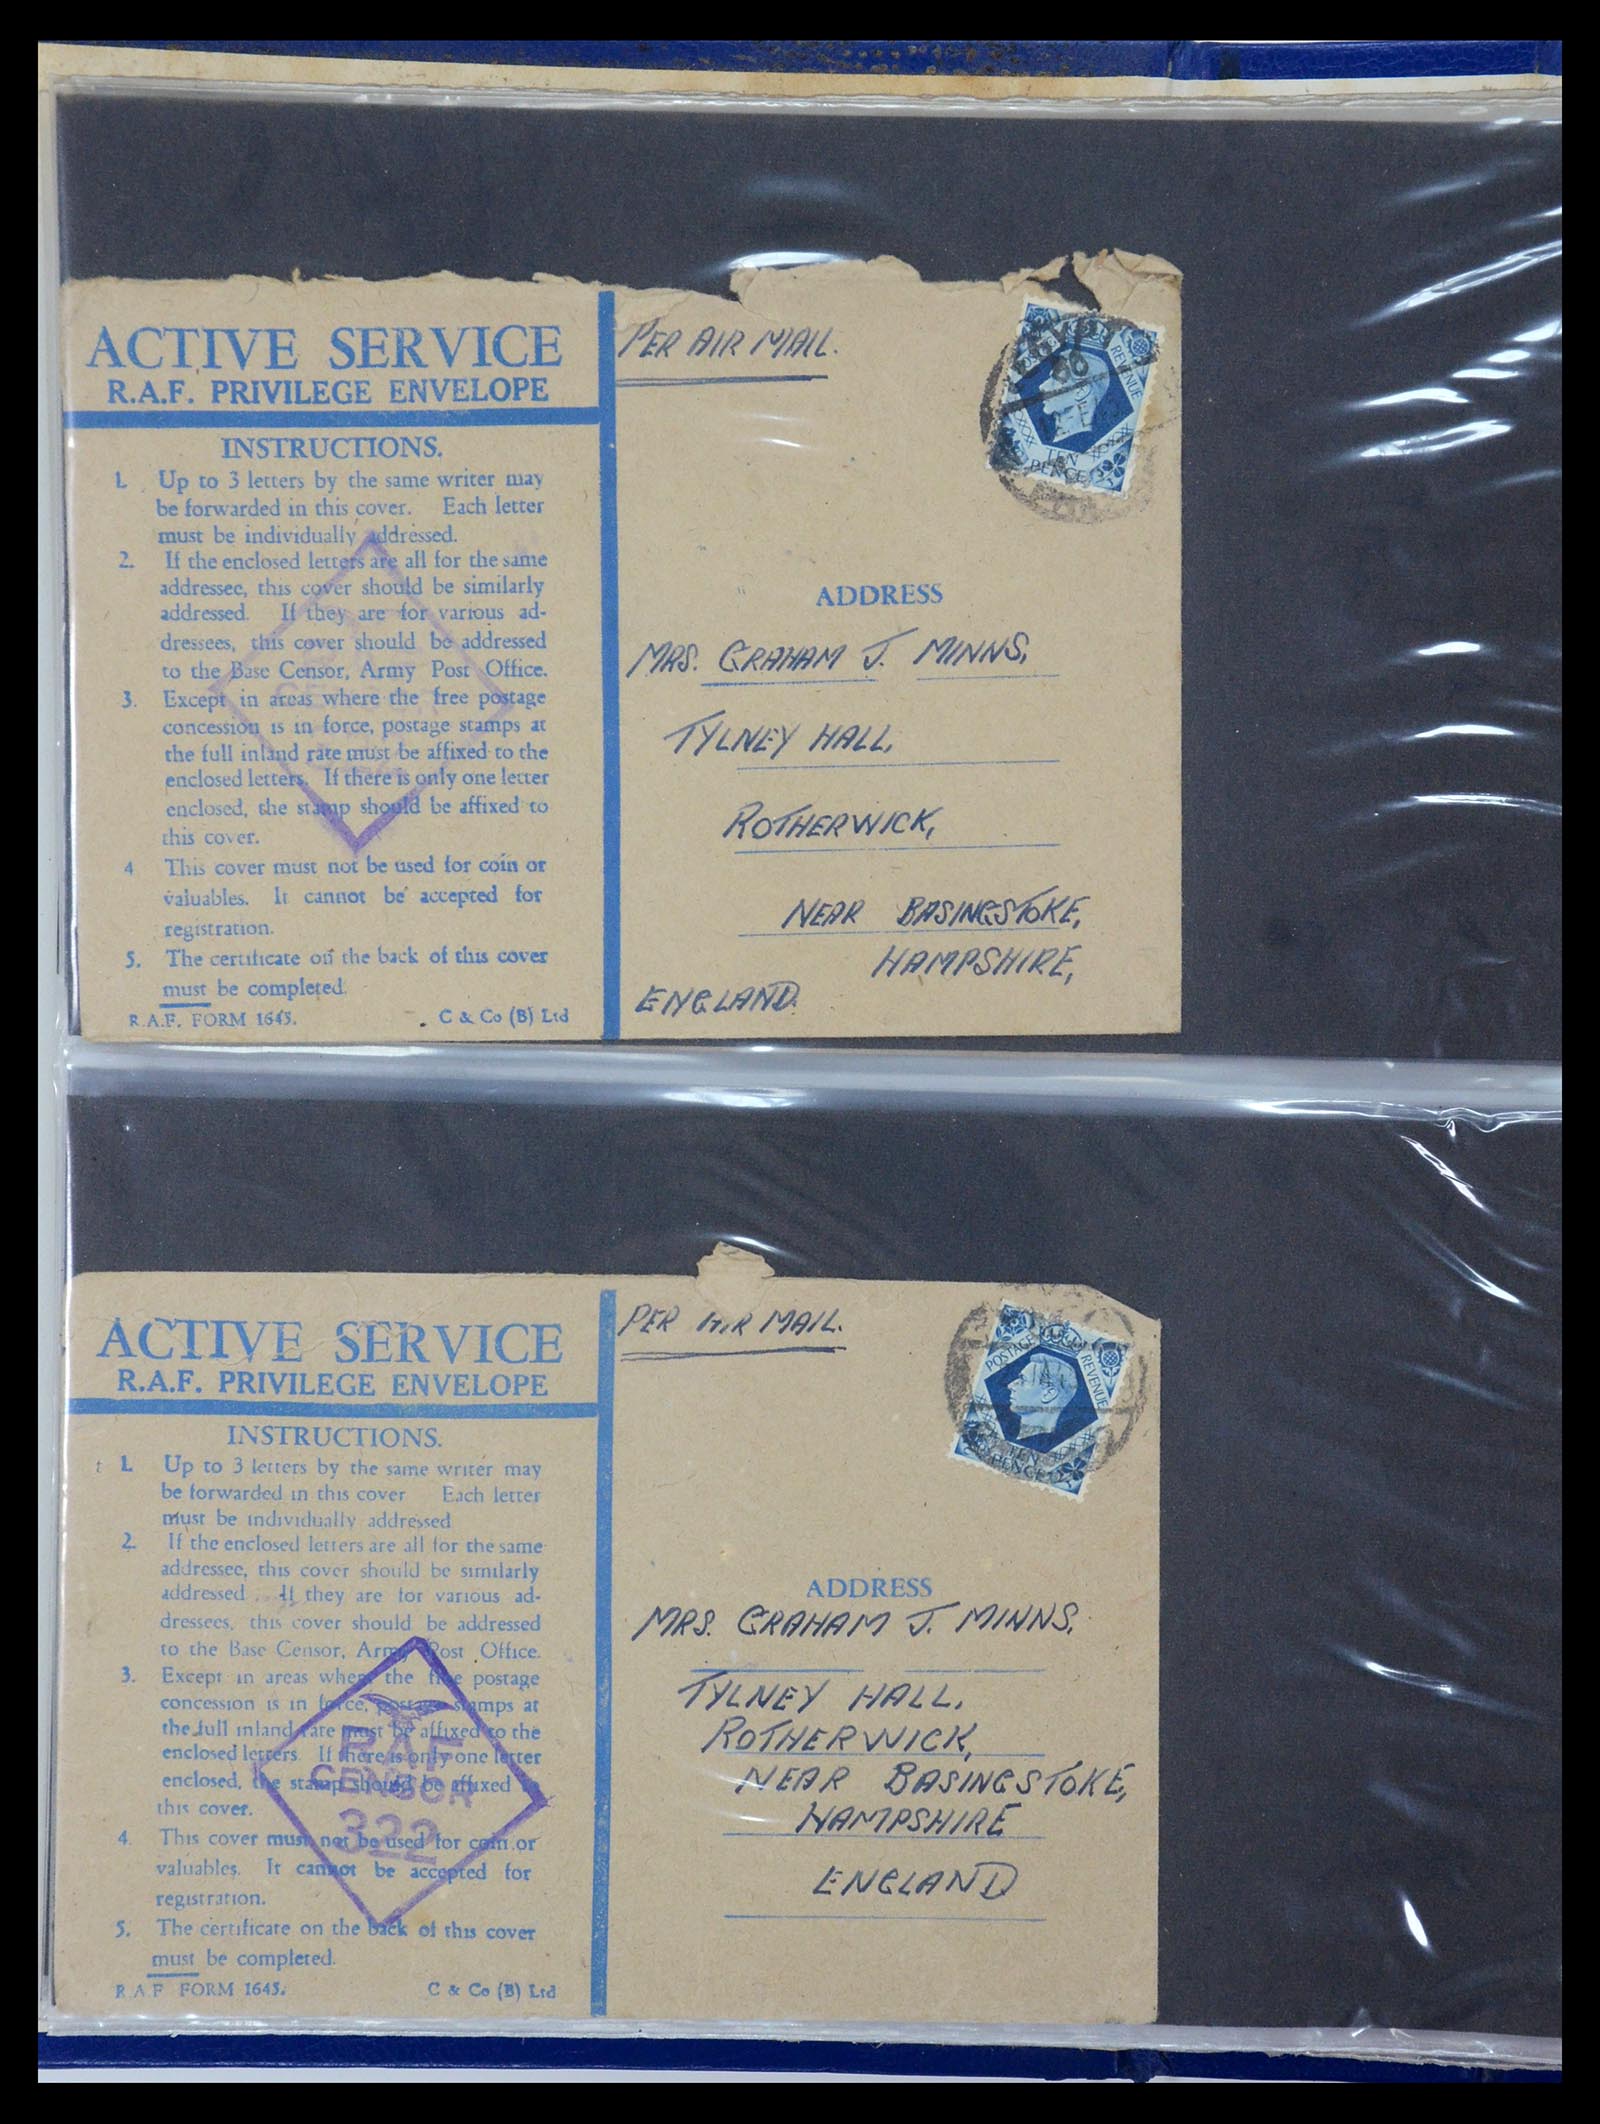 ACTIVE SERVICE
R.A.F. PRIVILEGE ENVELOPE
INSTRUCTIONS.
1. Up to 3 letters by the same writer may
be forwarded in this cover. Each letter
must be individually addressed.
2. If the enclosed letters are all for the same
addressee, this cover should be similarly
addressed. If they are for various ad-
dressees, this cover should be addressed
to the Base Censor, Army Post Office.
3. Except in areas where the free postage
concession is in force, postage stamps at
the full inland rate must be affixed to the
enclosed letters. If there is only one letter
enclosed, the stamp should be affixed to
this cover.
4 This cover must not be used for coin or
valuables. It cannot be accepted for
registration.
5. The certificate on the back of this cover
must be completed.
R.A.F. FORM 1645. C & Co (B) Ltd
PER AIR MAIL.
REVENUE
TEN
PENCE
ADDRESS
MRS. GRAHAM J. MINNS,
TYLNEY HALL,
ROTHERWICK,
NEAR BASINGSTOKE,
HAMPSHIRE,
ENGLAND.
ACTIVE SERVICE
R.A.F. PRIVILEGE ENVELOPE
INSTRUCTIONS.
1. Up to 3 letters by the same writer may
be forwarded in this cover Each letter
must be individually addressed
2. If the enclosed letters are all for the same
addressee, this cover should be similarly
addressed. If they are for various ad-
dressees, this cover should be addressed
to the Base Censor, Army Post Office.
3. Except in areas where the free postage
concession is in force, postage stamps at
the full inland rate must be affixed to the
enclosed letters. If there is only one letter
enclosed, the stamp should be affixed to
this cover.
4. This cover must not be used for coin or
valuables. It cannot be accepted for
registration.
5. The certificate on the back of this cover
must be completed.
R.A.F FORM 1645. C & Co (B) Ltd
RAF
CENSOR
322
PER AIR MAIL.
POSTAGE REVENUE
TEN
PENCE
ADDRESS
MRS. GRAHAM J. MINNS,
TYLNEY HALL,
ROTHERWICK,
NEAR BASINGSTOKE,
HAMPSHIRE
ENGLAND